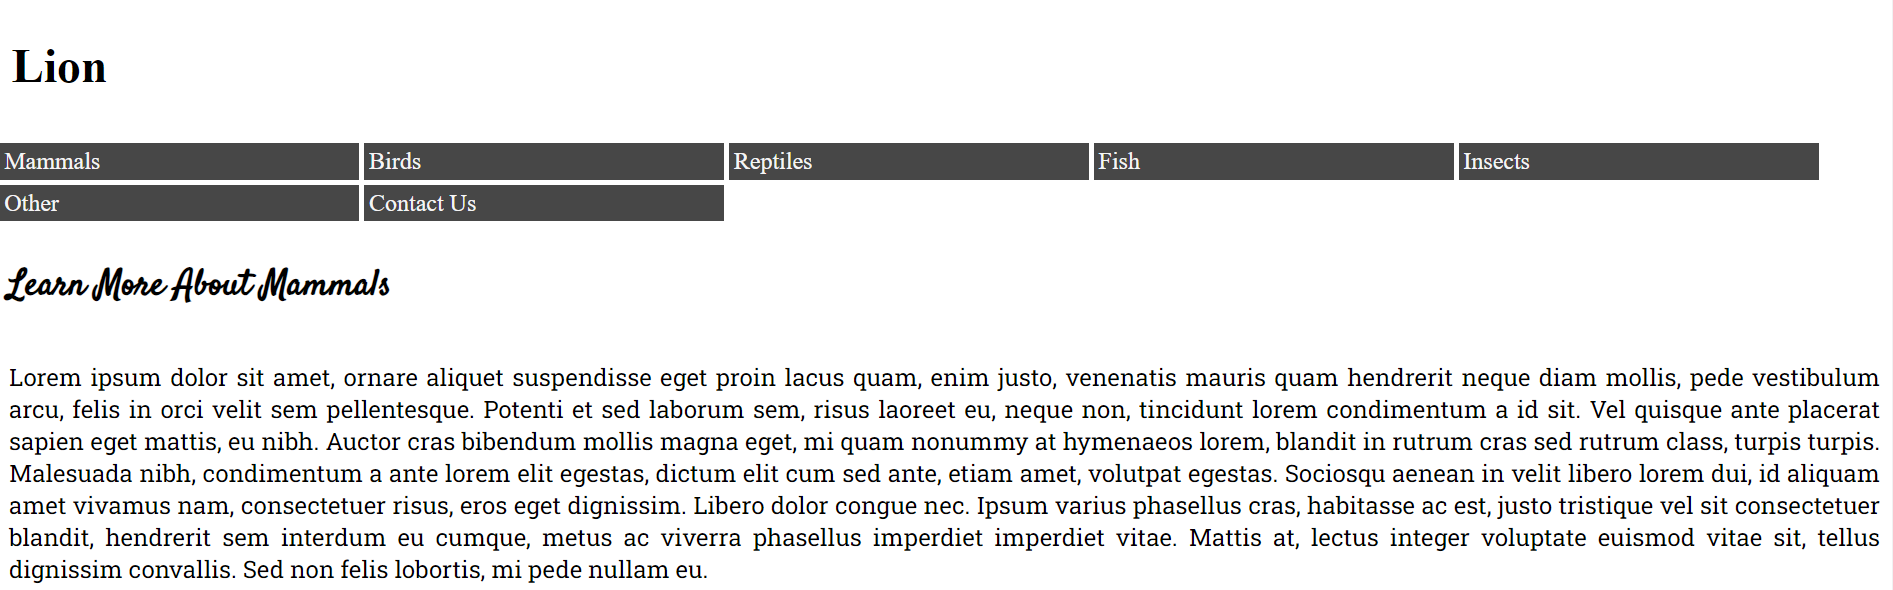 Lion
Mammals Birds Reptiles Fish Insects
Other Contact Us
Learn More About Mammals
Lorem ipsum dolor sit amet, ornare aliquet suspendisse eget proin lacus quam, enim justo, venenatis mauris quam hendrerit neque diam mollis, pede vestibulum
arcu, felis in orci velit sem pellentesque. Potenti et sed laborum sem, risus laoreet eu, neque non, tincidunt lorem condimentum a id sit. Vel quisque ante placerat
sapien eget mattis, eu nibh. Auctor cras bibendum mollis magna eget, mi quam nonummy at hymenaeos lorem, blandit in rutrum cras sed rutrum class, turpis turpis.
Malesuada nibh, condimentum a ante lorem elit egestas, dictum elit cum sed ante, etiam amet, volutpat egestas. Sociosqu aenean in velit libero lorem dui, id aliquam
amet vivamus nam, consectetuer risus, eros eget dignissim. Libero dolor congue nec. Ipsum varius phasellus cras, habitasse ac est, justo tristique vel sit consectetuer
blandit, hendrerit sem interdum eu cumque, metus ac viverra phasellus imperdiet imperdiet vitae. Mattis at, lectus integer voluptate euismod vitae sit, tellus
dignissim convallis. Sed non felis lobortis, mi pede nullam eu.